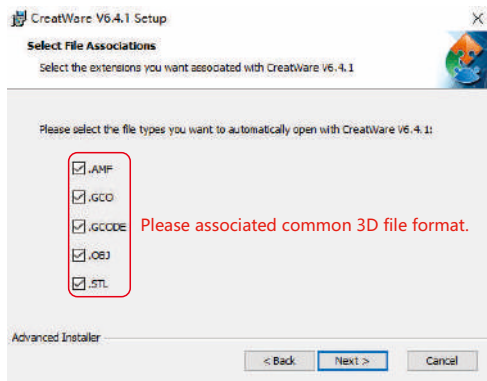 CreatWare V6.4.1 Setup
Select File Associations
Select the extensions you want associated with CreatWare V6.4.1
Please select the file types you want to automatically open with CreatWare V6.4.1:
.AMF
.GCO
.GCODE
Please associated common 3D file format.
.OBJ
.STL
Advanced Installer
< Back
Next >
Cancel